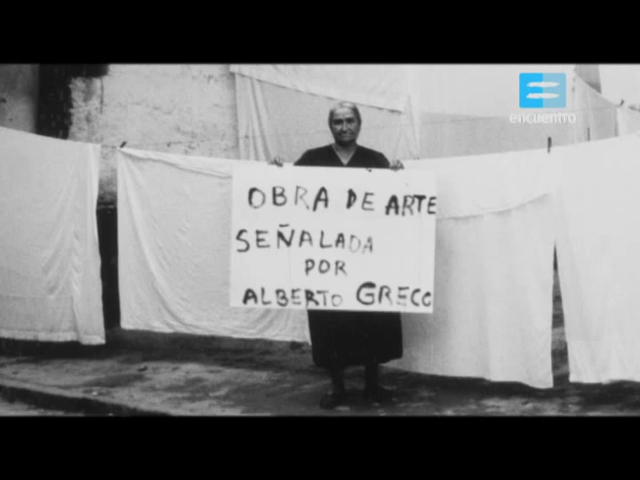 encuentro
OBRA DE ARTE
SEÑALADA
POR
ALBERTO GRECO